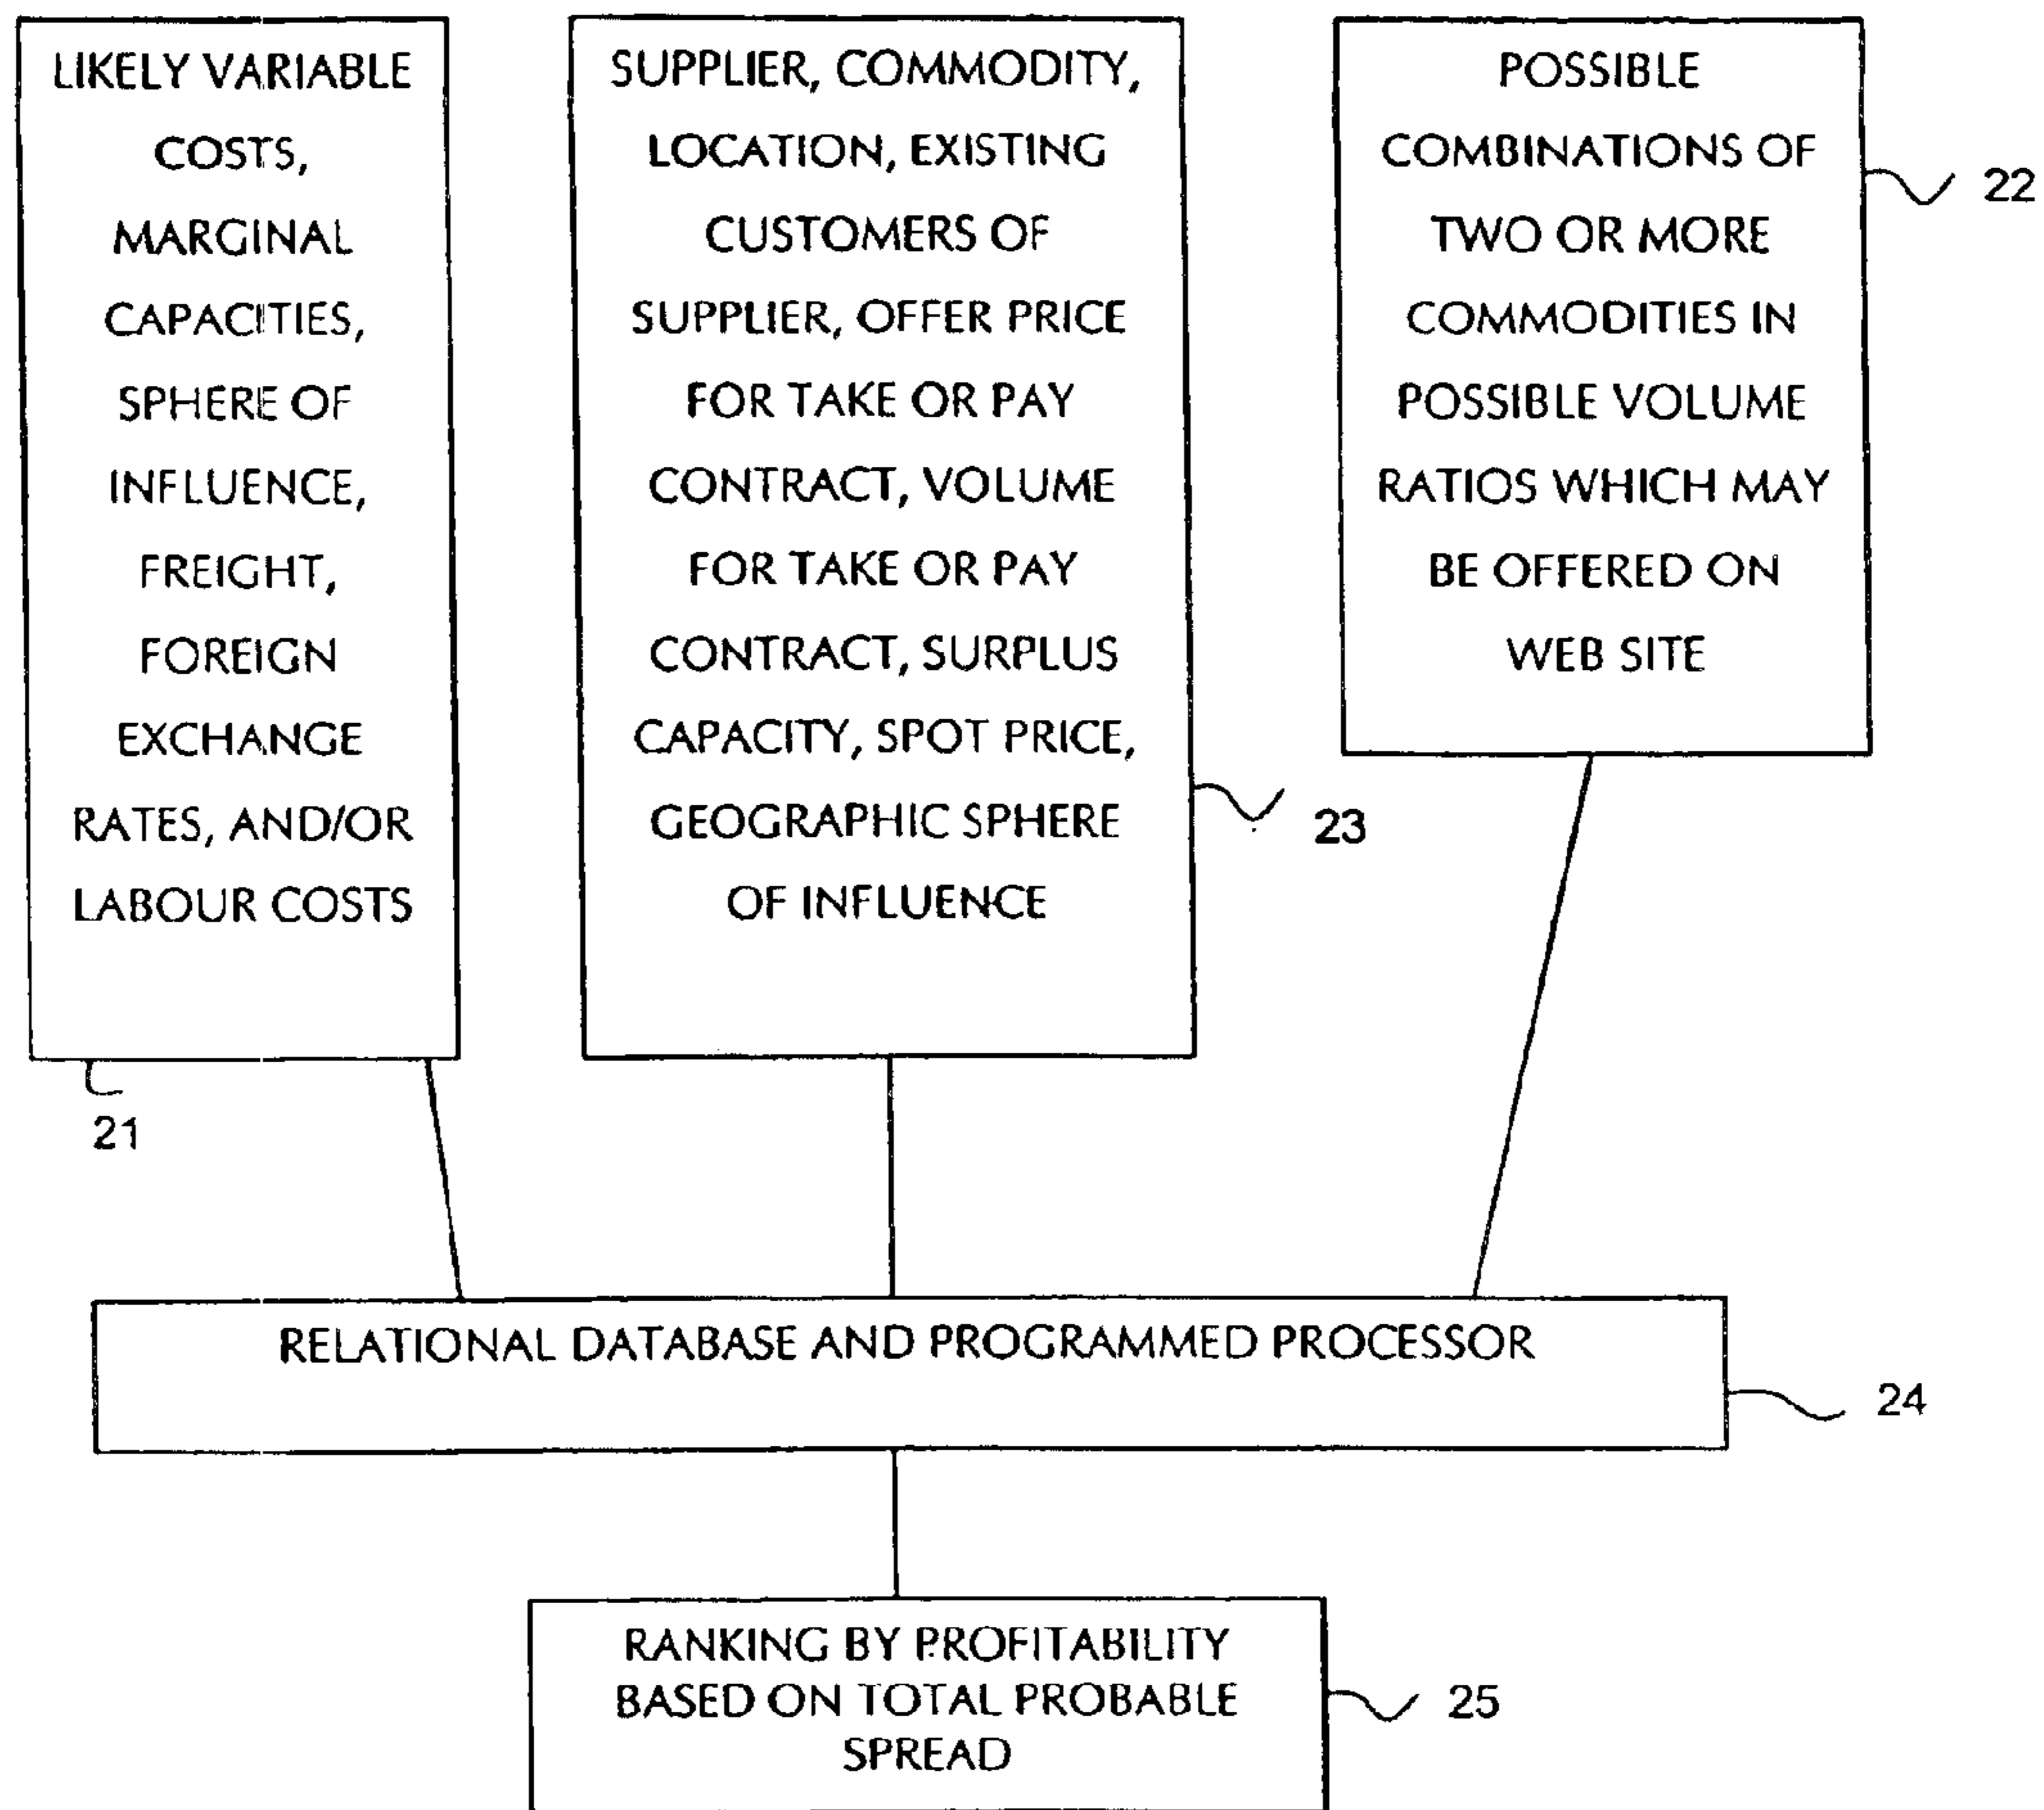 LIKELY VARIABLE
COSTS,
MARGINAL
CAPACITIES,
SPHERE OF
INFLUENCE,
FREIGHT,
FOREIGN
EXCHANGE
RATES, AND/OR
LABOUR COSTS
21
SUPPLIER, COMMODITY,
LOCATION, EXISTING
CUSTOMERS OF
SUPPLIER, OFFER PRICE
FOR TAKE OR PAY
CONTRACT, VOLUME
FOR TAKE OR PAY
CONTRACT, SURPLUS
CAPACITY, SPOT PRICE,
GEOGRAPHIC SPHERE
OF INFLUENCE
23
POSSIBLE
COMBINATIONS OF
TWO OR MORE
COMMODITIES IN
POSSIBLE VOLUME
RATIOS WHICH MAY
BE OFFERED ON
WEB SITE
22
RELATIONAL DATABASE AND PROGRAMMED PROCESSOR
24
RANKING BY PROFITABILITY
BASED ON TOTAL PROBABLE
SPREAD
25